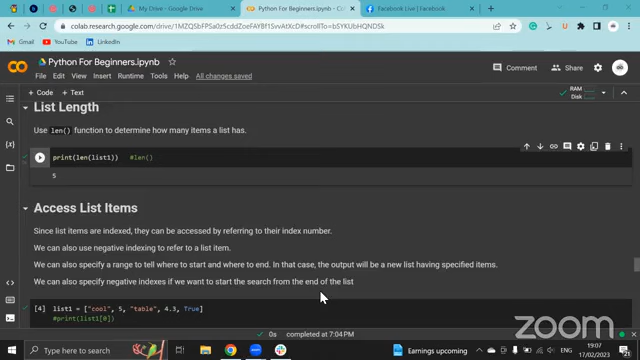 My Drive - Google Drive
Python For Beginners.ipynb - Co
Facebook Live | Facebook
Gmail
YouTube
LinkedIn
Python For Beginners.ipynb
File Edit View Insert Runtime Tools Help All changes saved
Comment
Share
+ Code + Text
RAM
Disk
List Length
Use len() function to determine how many items a list has.
print(len(list1)) #len()
5
Access List Items
Since list items are indexed, they can be accessed by referring to their index number.
We can also use negative indexing to refer to a list item.
We can also specify a range to tell where to start and where to end. In that case, the output will be a new list having specified items.
We can also specify negative indexes if we want to start the search from the end of the list
[4] list1 = ["cool", 5, "table", 4.3, True]
#print(list1[0])
0s completed at 7:04 PM
zoom
Type here to search
Earnings upcoming
ENG
19:07
17/02/2023